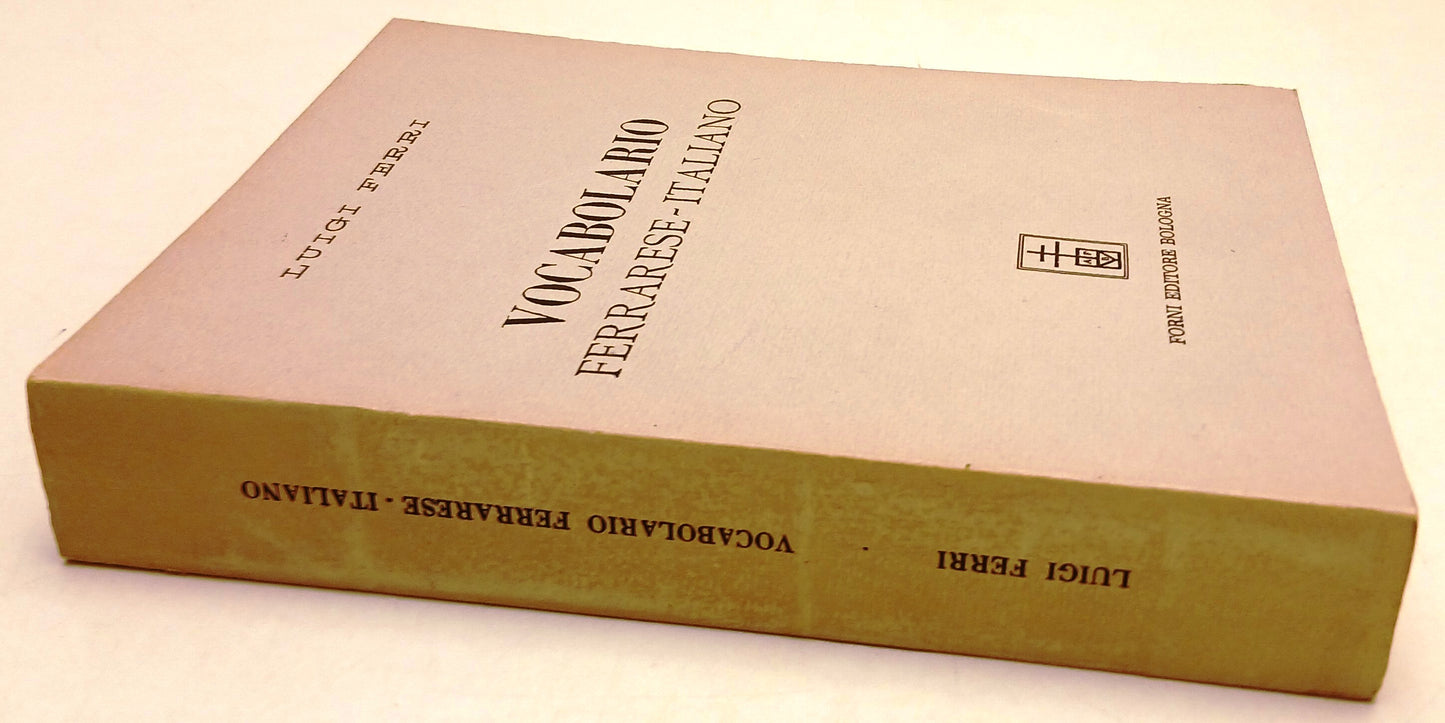 LUIGI FERRI
VOCABOLARIO
FERRARESE-ITALIANO
FORNI EDITORE BOLOGNA
LUIGI FERRI
VOCABOLARIO FERRARESE - ITALIANO